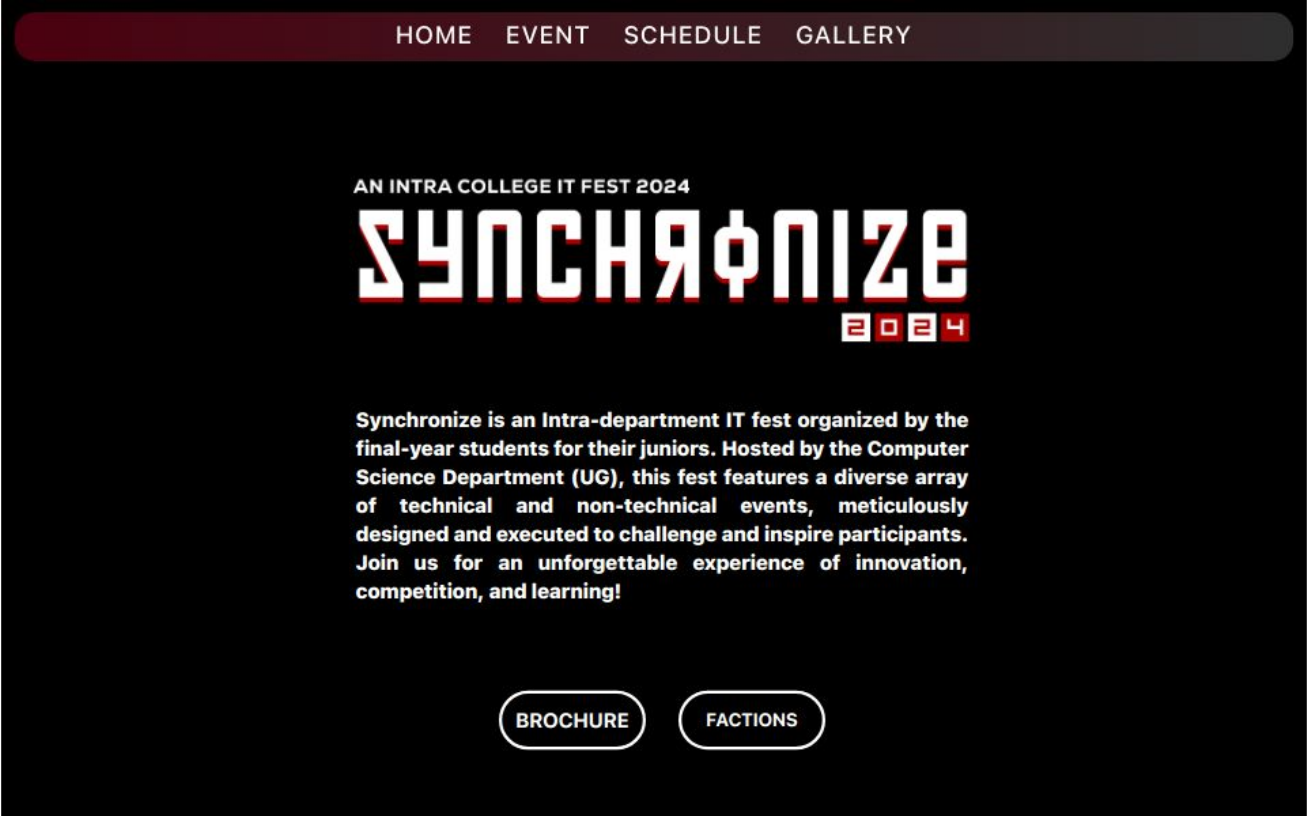 HOME EVENT SCHEDULE GALLERY
AN INTRA COLLEGE IT FEST 2024
SYNCHRONIZE
2024
Synchronize is an Intra-department IT fest organized by the
final-year students for their juniors. Hosted by the Computer
Science Department (UG), this fest features a diverse array
of technical and non-technical events, meticulously
designed and executed to challenge and inspire participants.
Join us for an unforgettable experience of innovation,
competition, and learning!
BROCHURE FACTIONS